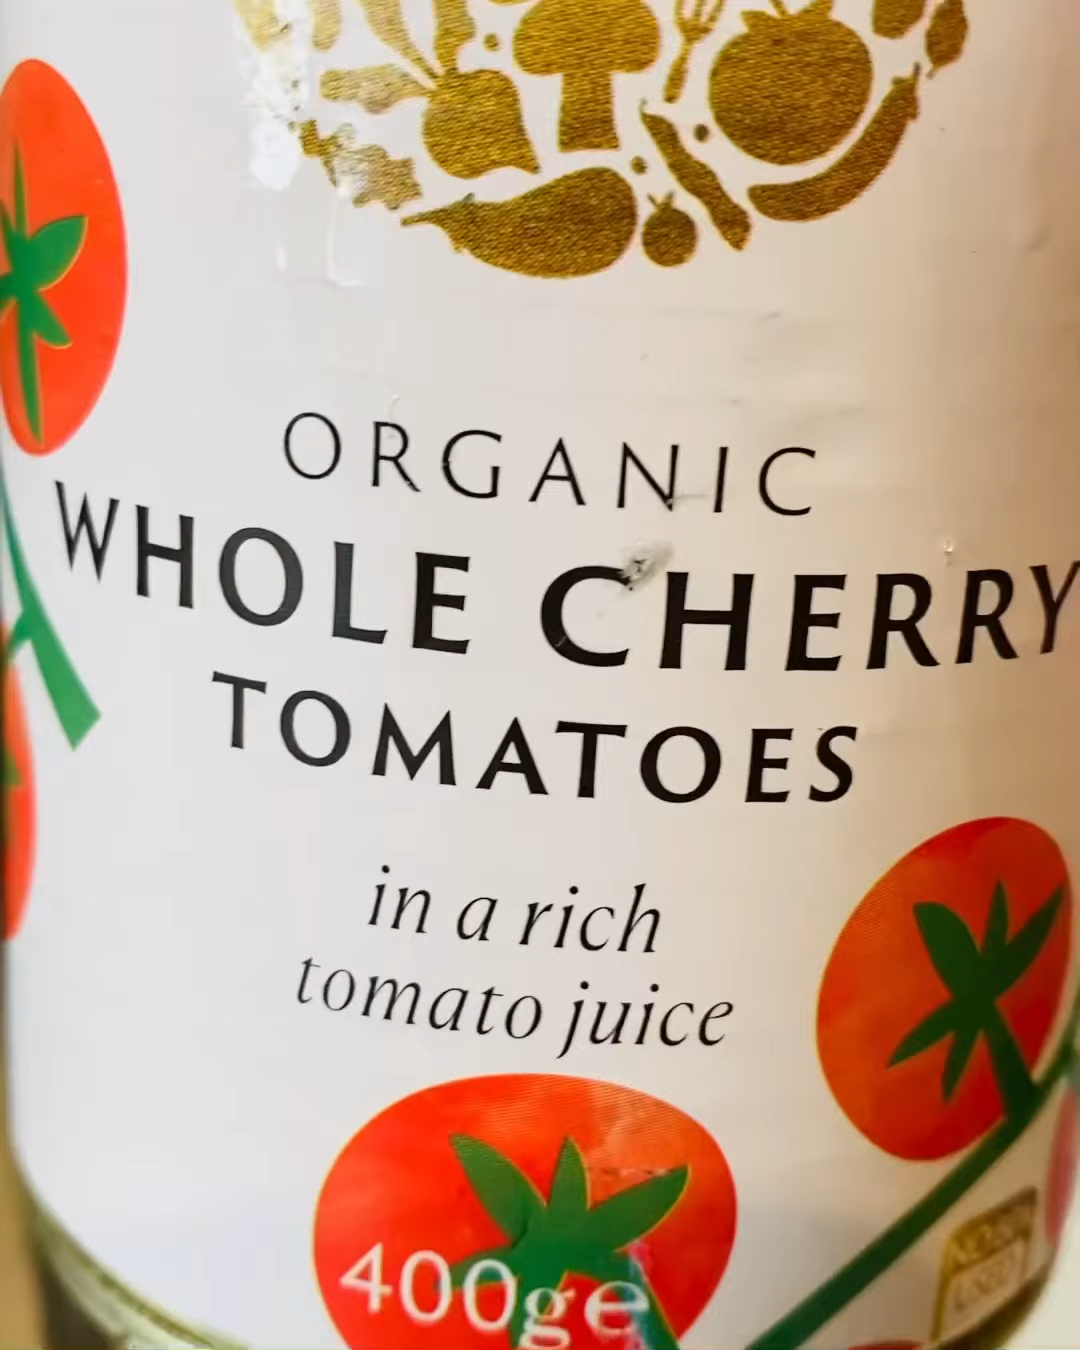 ORGANIC
WHOLE CHERRY
TOMATOES
in a rich
tomato juice
400g e